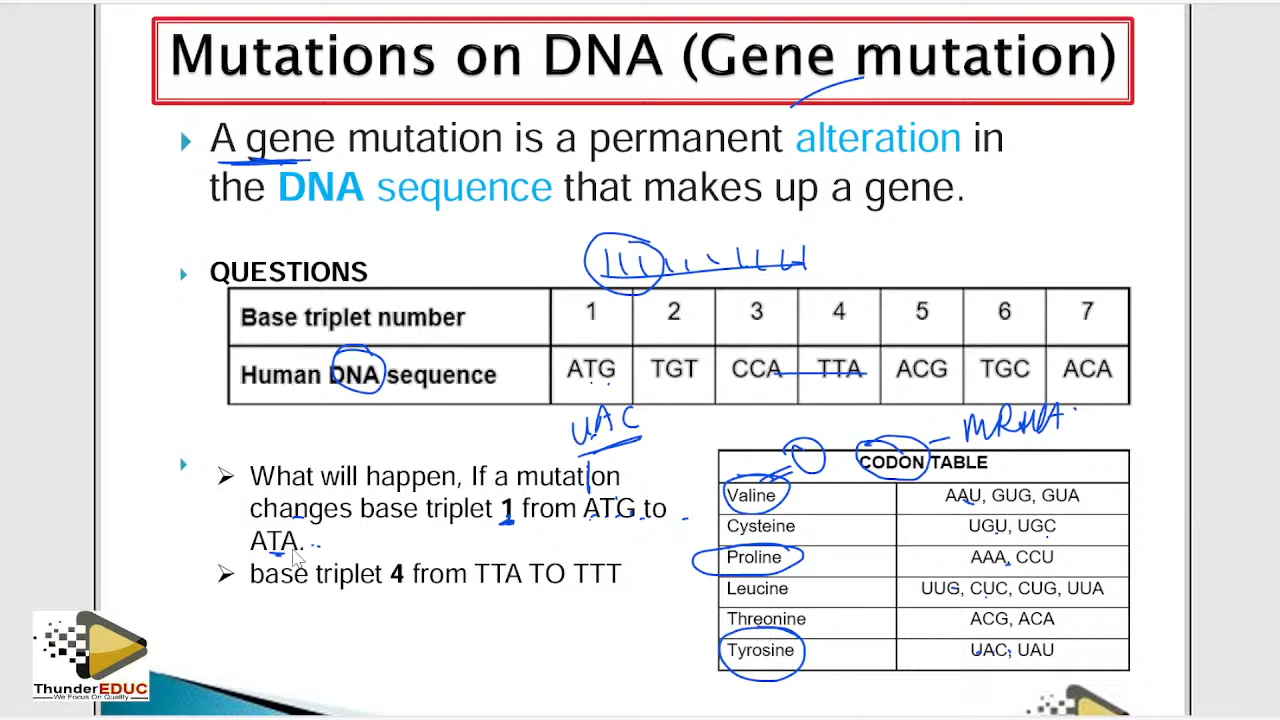 Mutations on DNA (Gene mutation)
A gene mutation is a permanent alteration in
the DNA sequence that makes up a gene.
QUESTIONS
Base triplet number 1 2 3 4 5 6 7
Human DNA sequence ATG TGT CCA TTA ACG TGC ACA
UAC
MRNA
What will happen, If a mutation
changes base triplet 1 from ATG to
ATA.
base triplet 4 from TTA TO TTT
CODON TABLE
Valine AAU, GUG, GUA
Cysteine UGU, UGC
Proline AAA, CCU
Leucine UUG, CUC, CUG, UUA
Threonine ACG, ACA
Tyrosine UAC, UAU
ThunderEDUC
We Focus On Quality